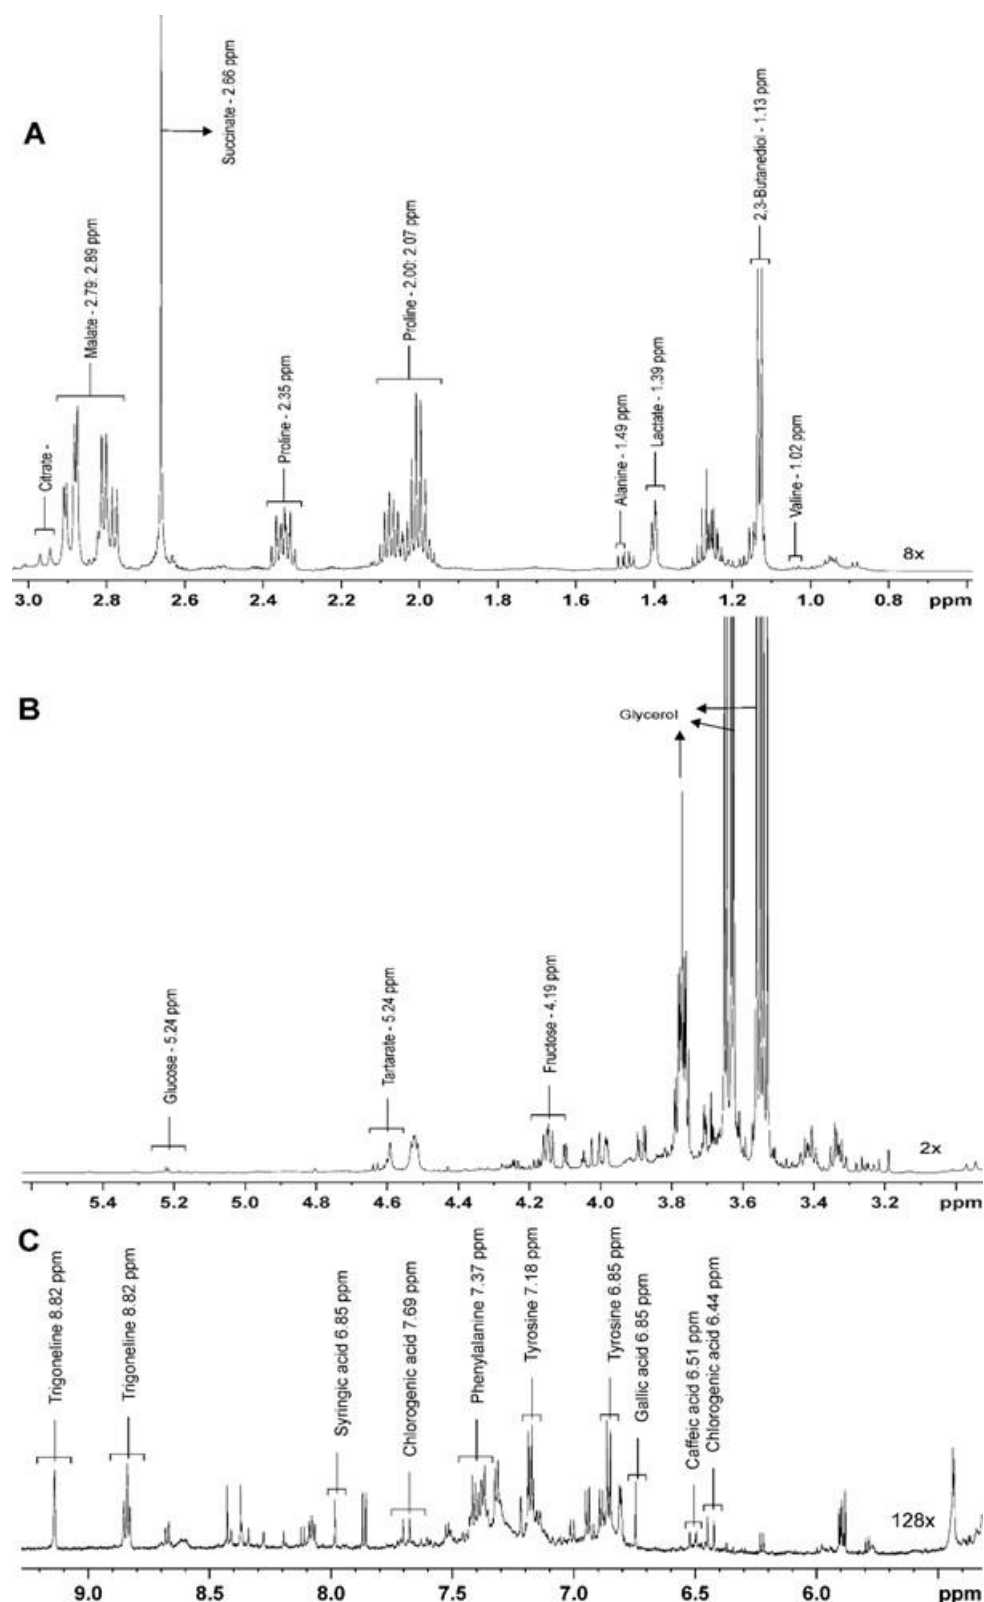 A
Citrate -
Malate - 2.79: 2.89 ppm
Succinate - 2.66 ppm
Proline - 2.35 ppm
Proline - 2.00: 2.07 ppm
Alanine - 1.49 ppm
Lactate - 1.39 ppm
2,3-Butanediol - 1.13 ppm
Valine - 1.02 ppm
8x
3.0 2.8 2.6 2.4 2.2 2.0 1.8 1.6 1.4 1.2 1.0 0.8 ppm
B
Glucose - 5.24 ppm
Tartarate - 5.24 ppm
Fructose - 4.19 ppm
Glycerol
2x
5.4 5.2 5.0 4.8 4.6 4.4 4.2 4.0 3.8 3.6 3.4 3.2 ppm
C
Trigoneline 8.82 ppm
Trigoneline 8.82 ppm
Syringic acid 6.85 ppm
Chlorogenic acid 7.69 ppm
Phenylalanine 7.37 ppm
Tyrosine 7.18 ppm
Tyrosine 6.85 ppm
Gallic acid 6.85 ppm
Caffeic acid 6.51 ppm
Chlorogenic acid 6.44 ppm
128x
9.0 8.5 8.0 7.5 7.0 6.5 6.0 ppm